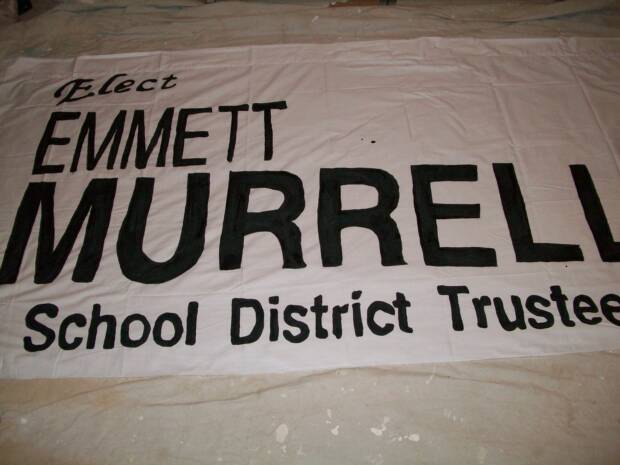 Elect
EMMETT
MURRELL
School District Trustee